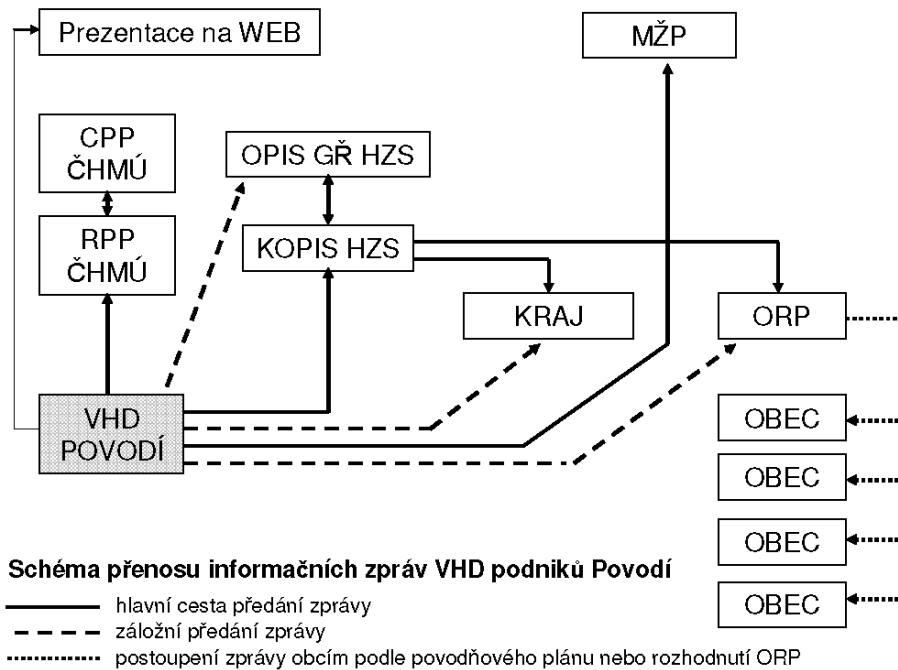 Prezentace na WEB
MŽP
CPP
ČHMÚ
OPIS GŘ HZS
RPP
ČHMÚ
KOPIS HZS
KRAJ
ORP
VHD
POVODÍ
OBEC
OBEC
OBEC
OBEC
Schéma přenosu informačních zpráv VHD podniků Povodí
hlavní cesta předání zprávy
záložní předání zprávy
postoupení zprávy obcím podle povodňového plánu nebo rozhodnutí ORP